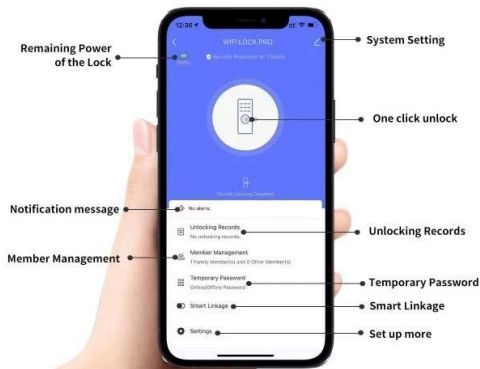 12:36
WIFI LOCK PRO
System Setting
Remaining Power
of the Lock
Security Protection for 1 Day(s)
One click unlock
Double Locking Disabled
Notification message
No alerts.
Unlocking Records
No unlocking records.
Unlocking Records
Member Management
Member Management
1 Family Member(s) and 0 Other Member(s)
Temporary Password
Online/Offline Password
Temporary Password
Smart Linkage
Smart Linkage
Settings
Set up more